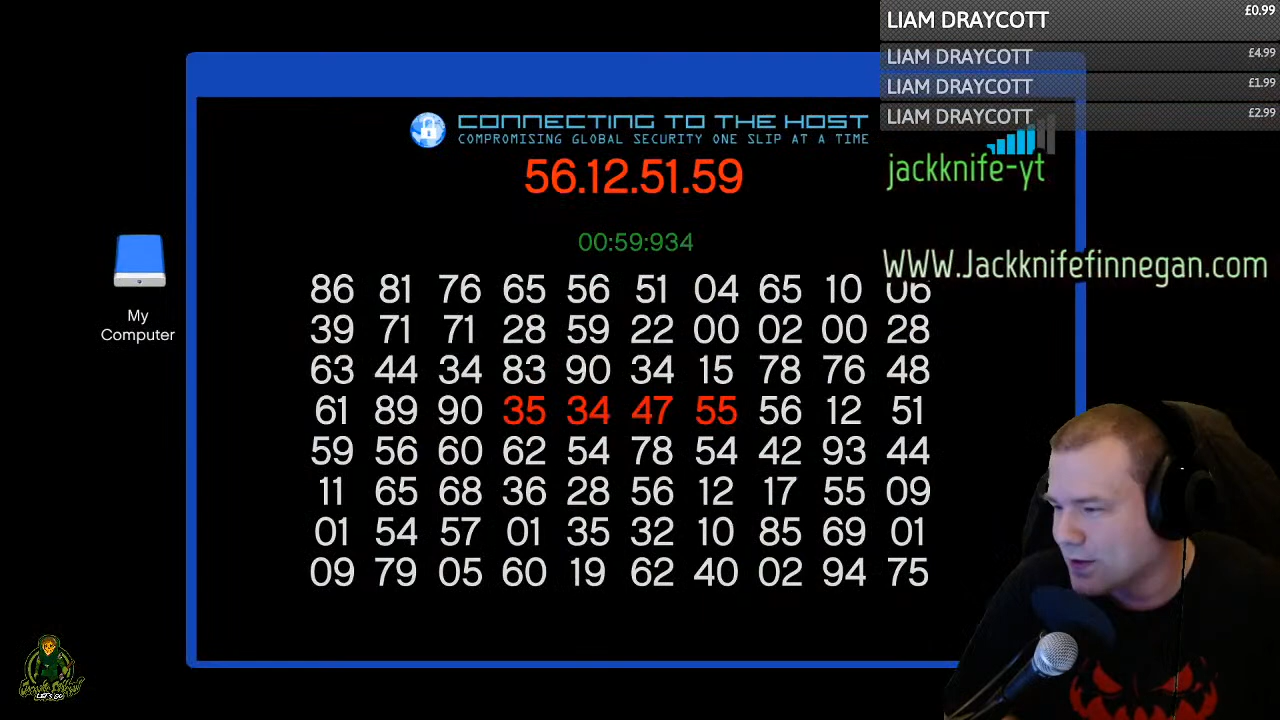 LIAM DRAYCOTT £0.99
LIAM DRAYCOTT £4.99
LIAM DRAYCOTT £1.99
LIAM DRAYCOTT £2.99
CONNECTING TO THE HOST
COMPROMISING GLOBAL SECURITY ONE SLIP AT A TIME
jackknife-yt
56.12.51.59
00:59:934
WWW.Jackknifefinnegan.com
86 81 76 65 56 51 04 65 10 06
39 71 71 28 59 22 00 02 00 28
63 44 34 83 90 34 15 78 76 48
61 89 90 35 34 47 55 56 12 51
59 56 60 62 54 78 54 42 93 44
11 65 68 36 28 56 12 17 55 09
01 54 57 01 35 32 10 85 69 01
09 79 05 60 19 62 40 02 94 75
My
Computer
LET'S GO